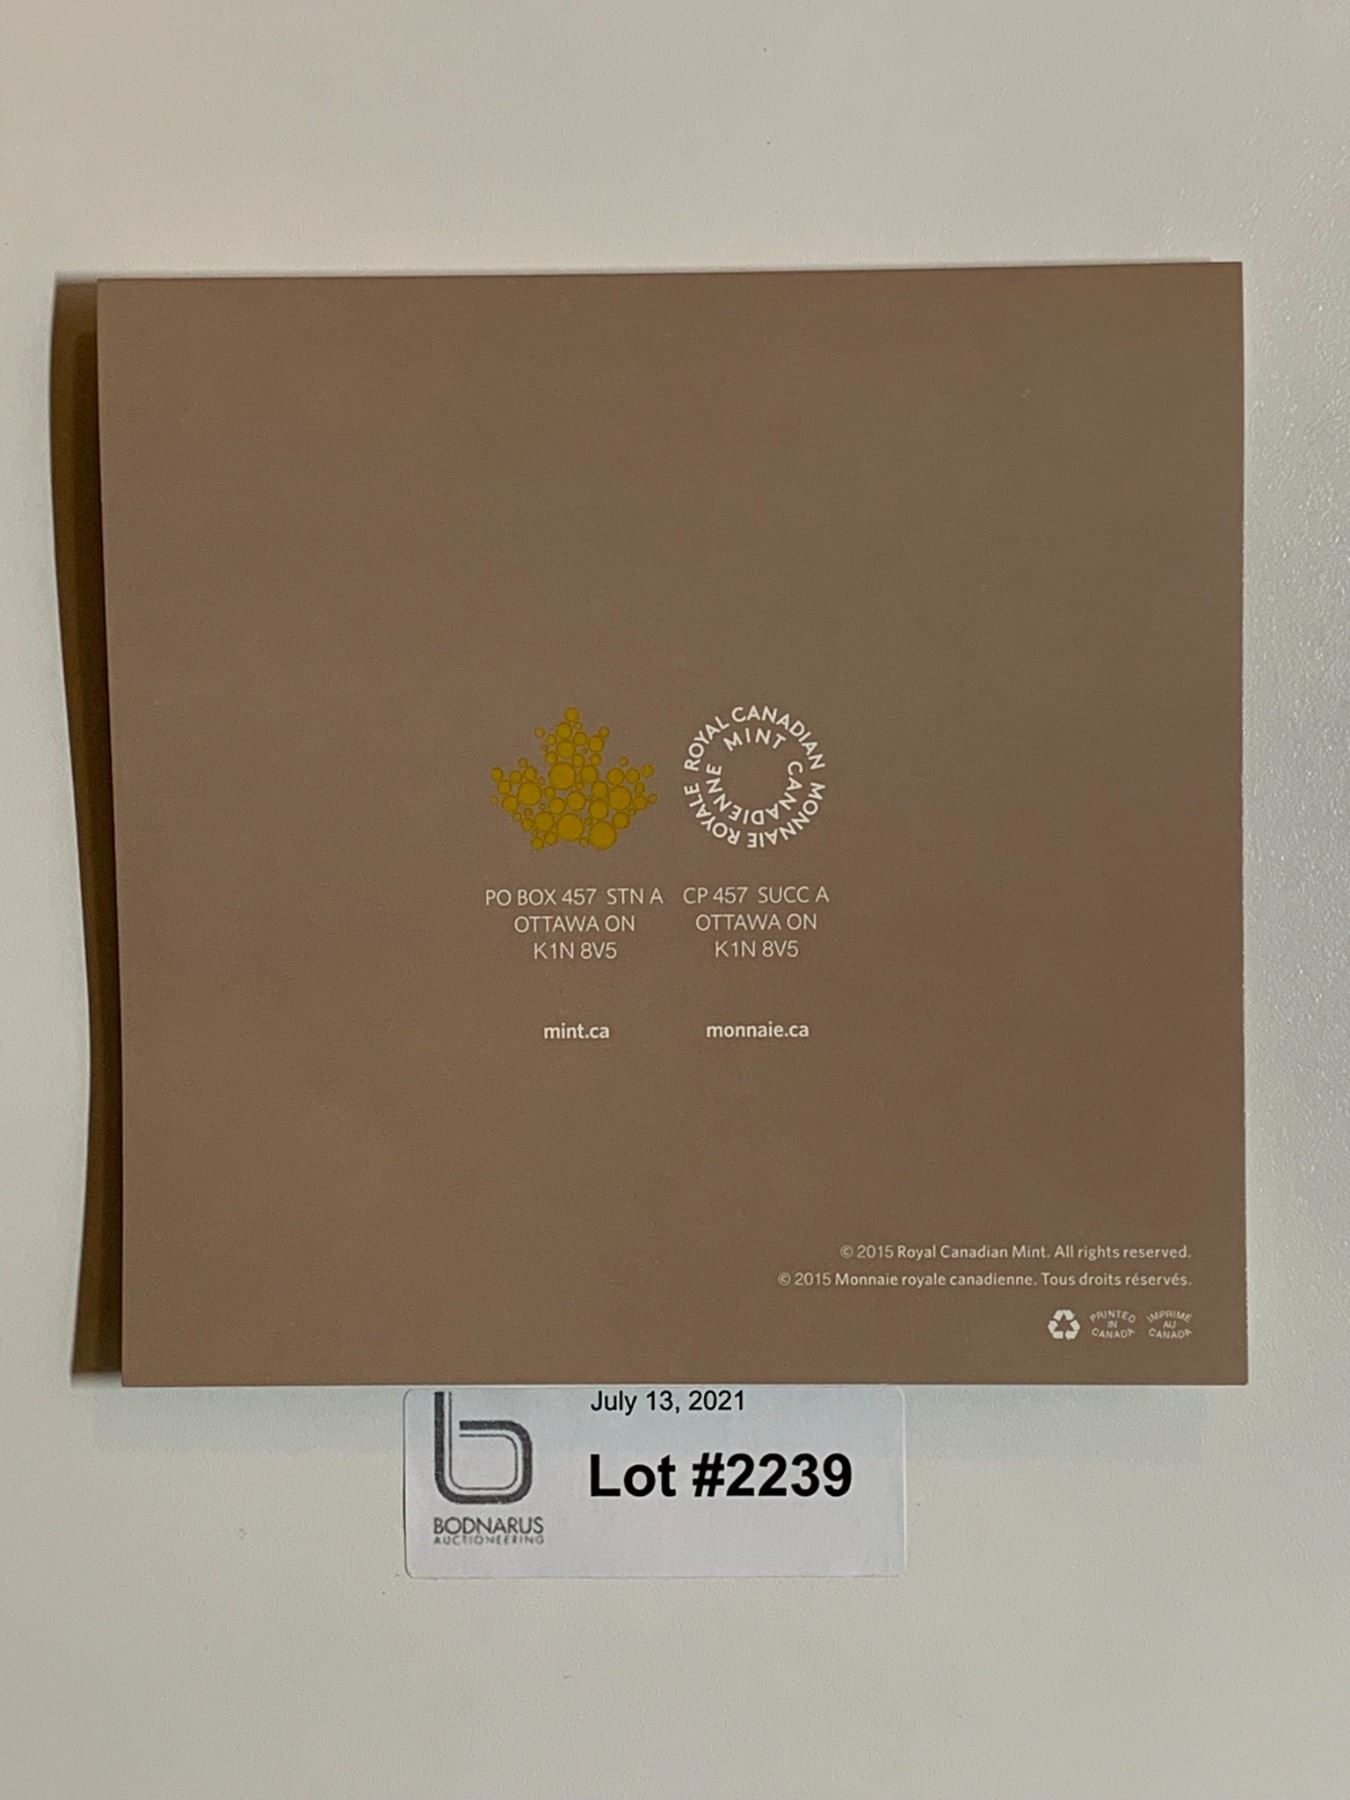 ROYAL CANADIAN MINT
MONNAIE ROYALE CANADIENNE
PO BOX 457 STN A
OTTAWA ON
K1N 8V5
mint.ca
CP 457 SUCC A
OTTAWA ON
K1N 8V5
monnaie.ca
© 2015 Royal Canadian Mint. All rights reserved.
© 2015 Monnaie royale canadienne. Tous droits réservés.
PRINTED
IN
CANADA
IMPRIMÉ
AU
CANADA
July 13, 2021
Lot #2239
BODNARUS
AUCTIONEERING